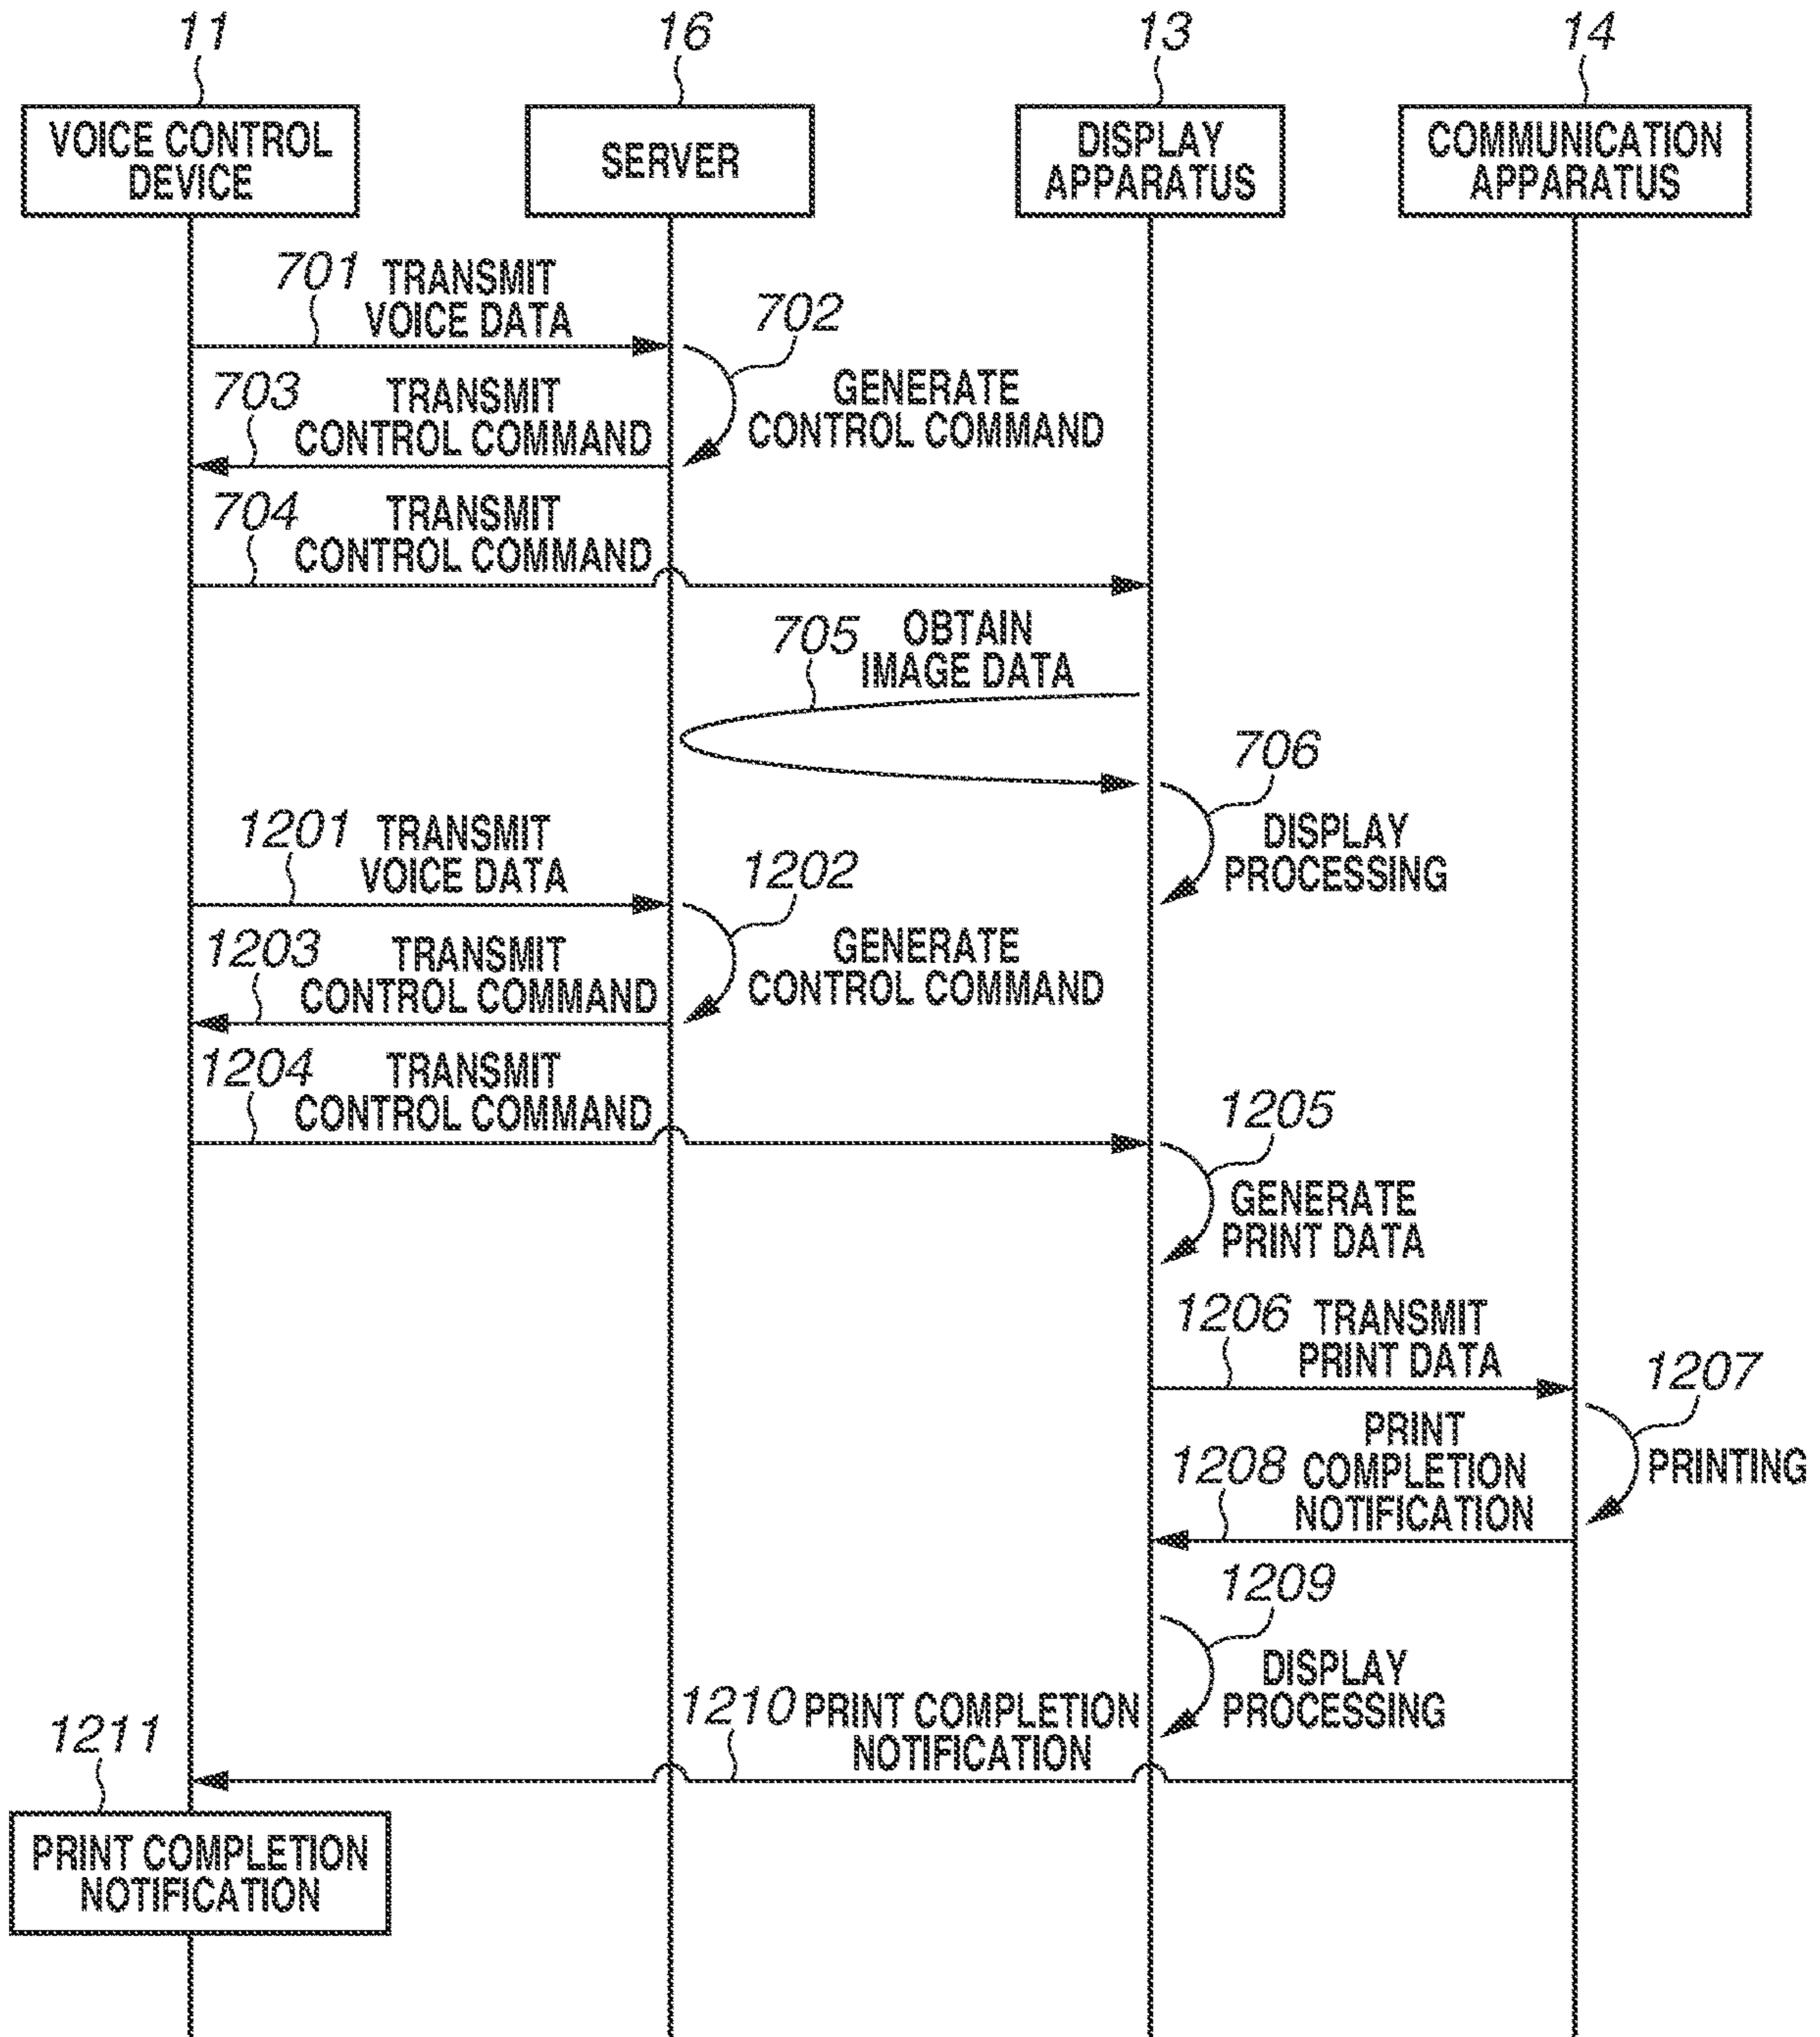 11
16
13
14
VOICE CONTROL
DEVICE
SERVER
DISPLAY
APPARATUS
COMMUNICATION
APPARATUS
701
TRANSMIT
VOICE DATA
702
GENERATE
CONTROL COMMAND
703
TRANSMIT
CONTROL COMMAND
704
TRANSMIT
CONTROL COMMAND
705
OBTAIN
IMAGE DATA
706
DISPLAY
PROCESSING
1201
TRANSMIT
VOICE DATA
1202
GENERATE
CONTROL COMMAND
1203
TRANSMIT
CONTROL COMMAND
1204
TRANSMIT
CONTROL COMMAND
1205
GENERATE
PRINT DATA
1206
TRANSMIT
PRINT DATA
1207
PRINTING
1208
PRINT
COMPLETION
NOTIFICATION
1209
DISPLAY
PROCESSING
1210
PRINT COMPLETION
NOTIFICATION
1211
PRINT COMPLETION
NOTIFICATION